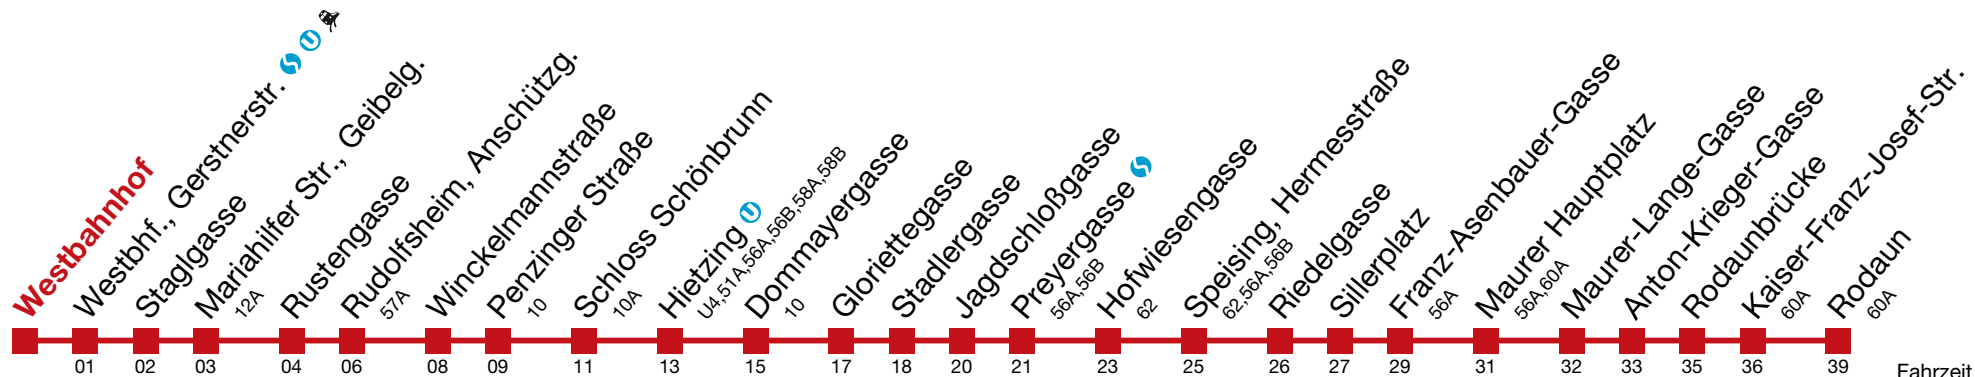 Westbahnhof
Westbhf., Gerstnerstr.
Staglgasse
Mariahilfer Str., Geibelg.
12A
Rustengasse
Rudolfsheim, Anschützg.
57A
Winckelmannstraße
Penzinger Straße
10
Schloss Schönbrunn
10A
Hietzing
U4,51A,56A,56B,58A,58B
Dommayergasse
10
Gloriettegasse
Stadlergasse
Jagdschloßgasse
Preyergasse
56A,56B
Hofwiesengasse
62
Speising, Hermesstraße
62,56A,56B
Riedelgasse
Sillerplatz
Franz-Asenbauer-Gasse
56A
Maurer Hauptplatz
56A,60A
Maurer-Lange-Gasse
Anton-Krieger-Gasse
Rodaunbrücke
Kaiser-Franz-Josef-Str.
60A
Rodaun
60A
01 02 03 04 06 08 09 11 13 15 17 18 20 21 23 25 26 27 29 31 32 33 35 36 39 Fahrzeit